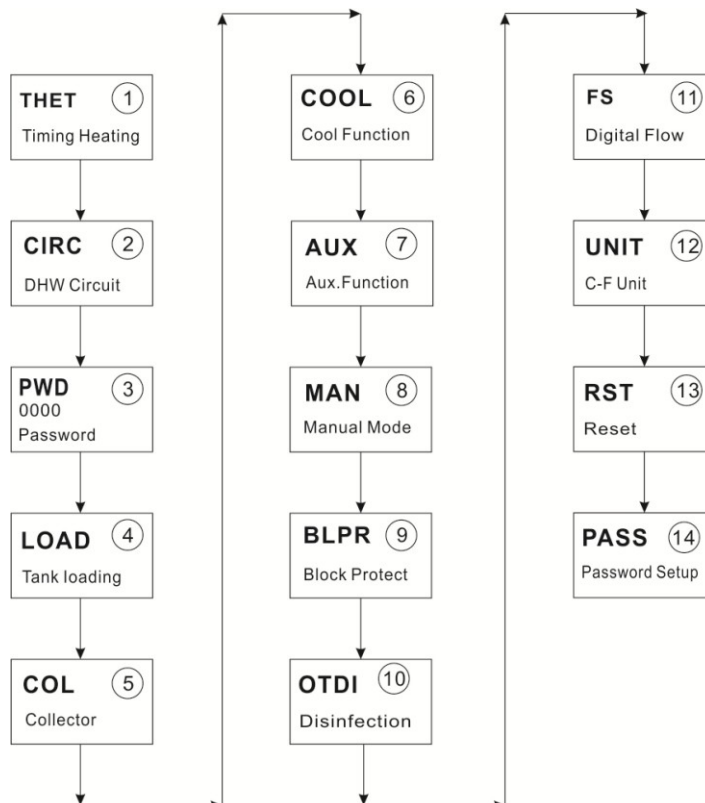 THET 1
Timing Heating
CIRC 2
DHW Circuit
PWD 3
0000
Password
LOAD 4
Tank loading
COL 5
Collector
COOL 6
Cool Function
AUX 7
Aux.Function
MAN 8
Manual Mode
BLPR 9
Block Protect
OTDI 10
Disinfection
FS 11
Digital Flow
UNIT 12
C-F Unit
RST 13
Reset
PASS 14
Password Setup